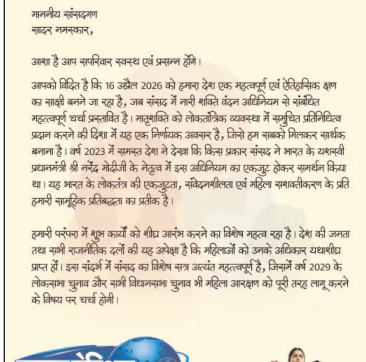 माननीय सांसदगण
सादर नमस्कार,
आशा है आप सपरिवार स्वस्थ एवं प्रसन्न होंगे।
आपको विदित है कि 16 अप्रैल 2026 को हमारा देश एक महत्वपूर्ण एवं ऐतिहासिक क्षण
का साक्षी बनने जा रहा है, जब संसद में नारी शक्ति वंदन अधिनियम से संबंधित
महत्वपूर्ण चर्चा प्रस्तावित है। मातृशक्ति को लोकतांत्रिक व्यवस्था में समुचित प्रतिनिधित्व
प्रदान करने की दिशा में यह एक निर्णायक अवसर है, जिसे हम सबको मिलकर सार्थक
बनाना है। वर्ष 2023 में समस्त देश ने देखा कि किस प्रकार संसद ने भारत के यशस्वी
प्रधानमंत्री श्री नरेंद्र मोदीजी के नेतृत्व में इस अधिनियम का एकजुट होकर समर्थन किया
था। यह भारत के लोकतंत्र की एकजुटता, संवेदनशीलता एवं महिला सशक्तीकरण के प्रति
हमारी सामूहिक प्रतिबद्धता का प्रतीक है।
हमारी परंपरा में शुभ कार्यों को शीघ्र आरंभ करने का विशेष महत्व रहा है। देश की जनता
तथा सभी राजनीतिक दलों की यह अपेक्षा है कि महिलाओं को उनके अधिकार यथाशीघ्र
प्राप्त हों। इस संदर्भ में संसद का विशेष सत्र अत्यंत महत्त्वपूर्ण है, जिसमें वर्ष 2029 के
लोकसभा चुनाव और सभी विधानसभा चुनाव भी महिला आरक्षण को पूरी तरह लागू करने
के विषय पर चर्चा होगी।